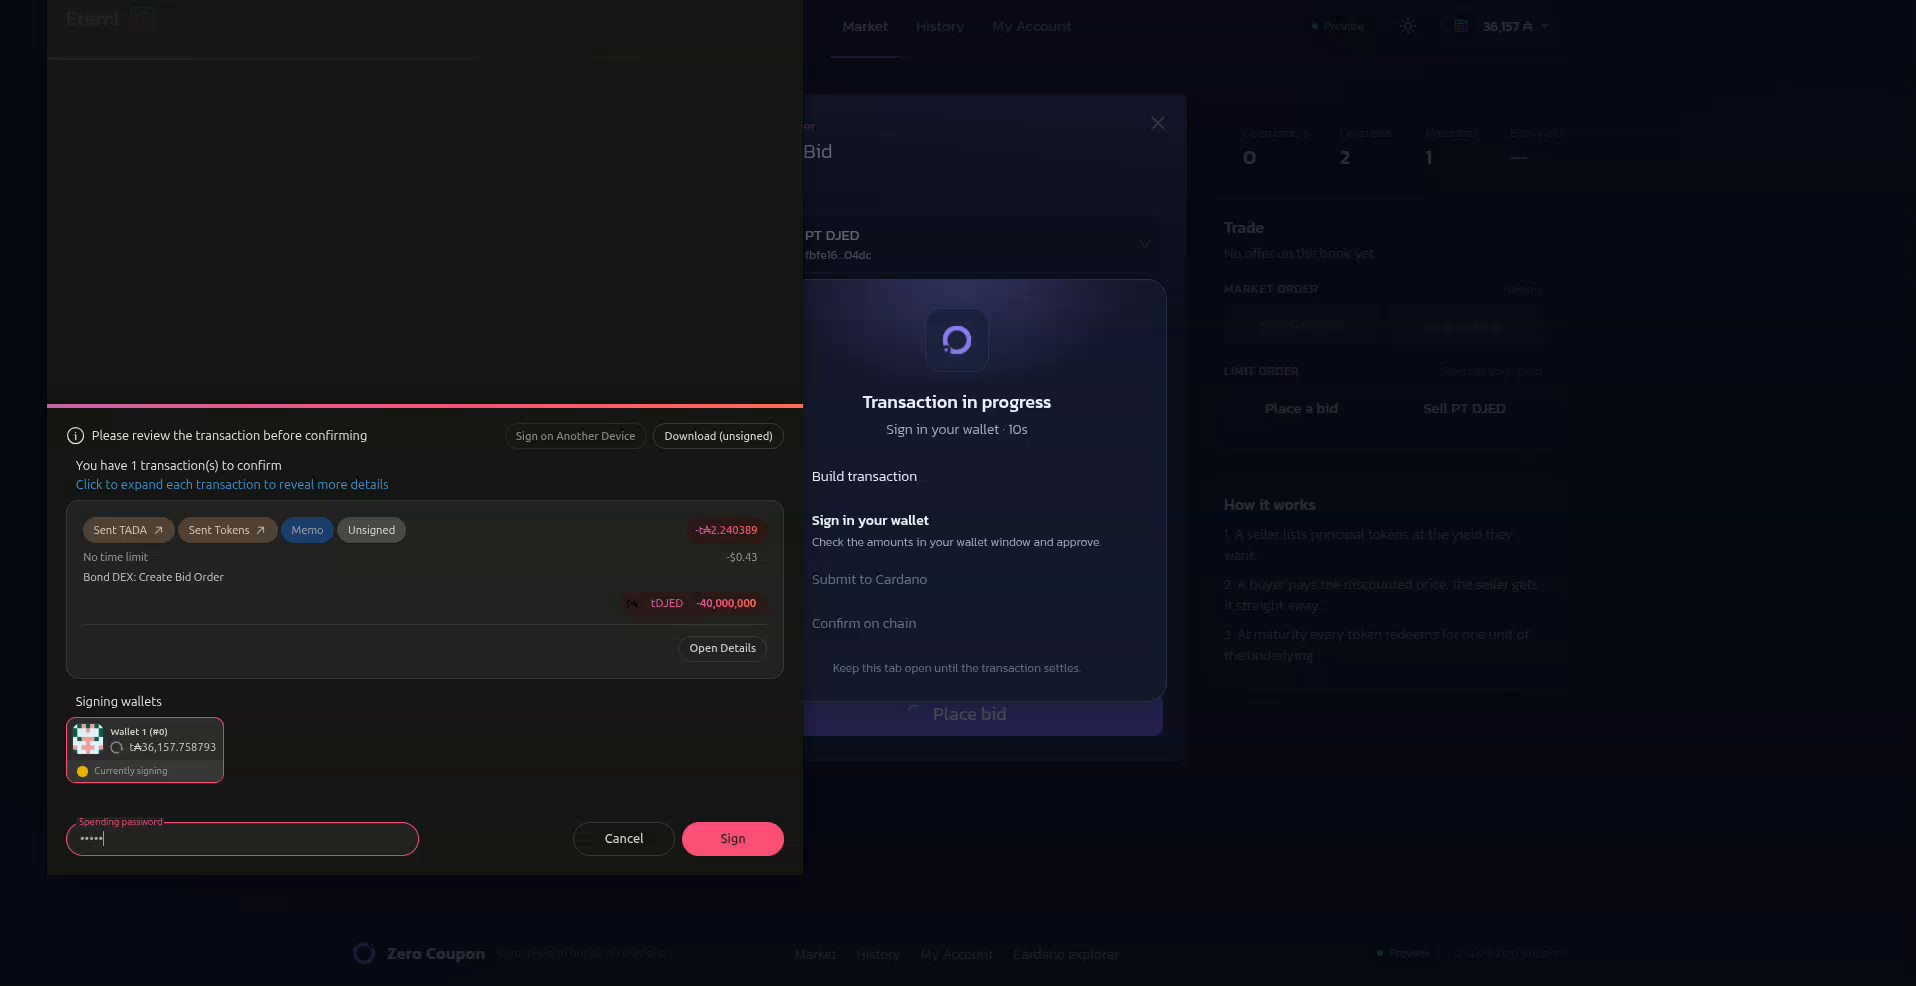 Eternl
Market History My Account
Preview
36,157 ₳
Bid
0 2 1 —
PT DJED
fbfe16...04dc
Trade
No offer on the book yet.
MARKET ORDER
LIMIT ORDER
Place a bid Sell PT DJED
Transaction in progress
Sign in your wallet · 10s
Build transaction
Sign in your wallet
Check the amounts in your wallet window and approve.
Submit to Cardano
Confirm on chain
Keep this tab open until the transaction settles.
Place bid
How it works
1. A seller lists principal tokens at the yield they
want.
2. A buyer pays the discounted price, the seller gets
it straight away.
3. At maturity every token redeems for one unit of
the underlying
Please review the transaction before confirming
Sign on Another Device
Download (unsigned)
You have 1 transaction(s) to confirm
Click to expand each transaction to reveal more details
Sent TADA Sent Tokens Memo Unsigned -t₳2.240389
No time limit -$0.43
Bond DEX: Create Bid Order
tDJED -40,000,000
Open Details
Signing wallets
Wallet 1 (#0)
t₳36,157.758793
Currently signing
Spending password
•••••
Cancel Sign
Zero Coupon
Market History My Account Cardano explorer
Preview